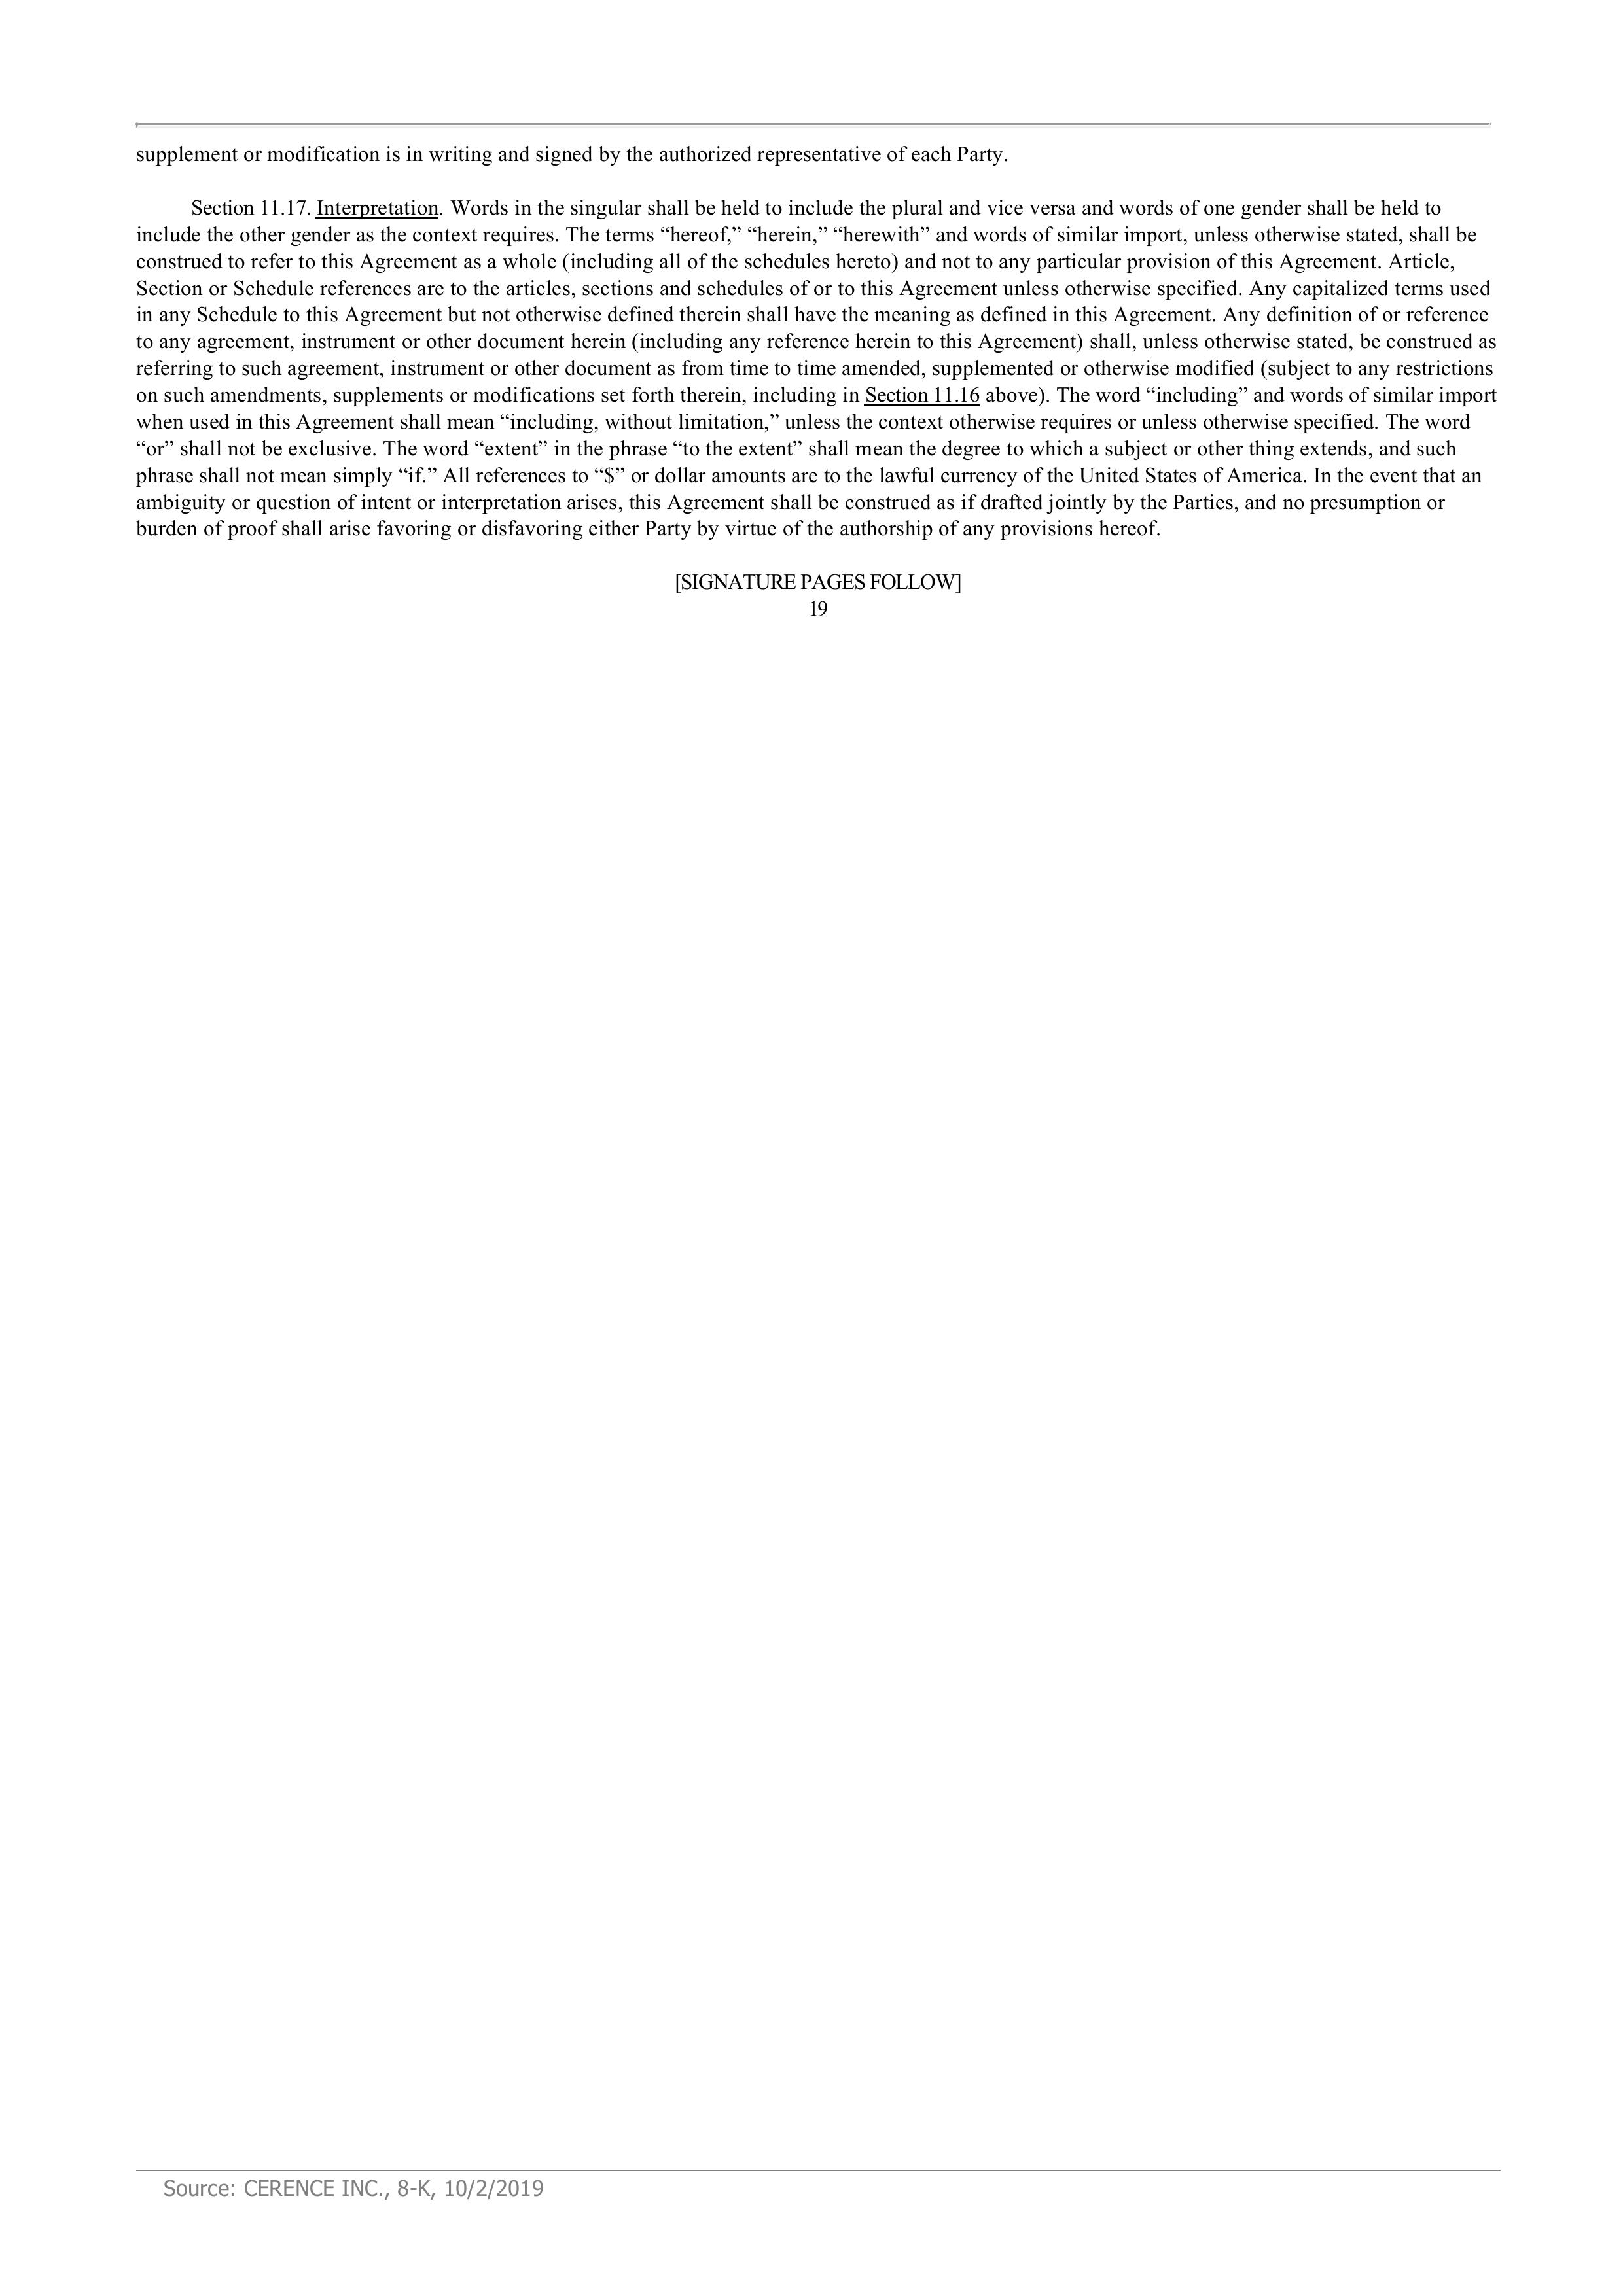 supplement or modification is in writing and signed by the authorized representative of each Party.
Section 11.17. Interpretation. Words in the singular shall be held to include the plural and vice versa and words of one gender shall be held to
include the other gender as the context requires. The terms “hereof,” “herein,” “herewith” and words of similar import, unless otherwise stated, shall be
construed to refer to this Agreement as a whole (including all of the schedules hereto) and not to any particular provision of this Agreement. Article,
Section or Schedule references are to the articles, sections and schedules of or to this Agreement unless otherwise specified. Any capitalized terms used
in any Schedule to this Agreement but not otherwise defined therein shall have the meaning as defined in this Agreement. Any definition of or reference
to any agreement, instrument or other document herein (including any reference herein to this Agreement) shall, unless otherwise stated, be construed as
referring to such agreement, instrument or other document as from time to time amended, supplemented or otherwise modified (subject to any restrictions
on such amendments, supplements or modifications set forth therein, including in Section 11.16 above). The word “including” and words of similar import
when used in this Agreement shall mean “including, without limitation,” unless the context otherwise requires or unless otherwise specified. The word
“or” shall not be exclusive. The word “extent” in the phrase “to the extent” shall mean the degree to which a subject or other thing extends, and such
phrase shall not mean simply “if.” All references to “$” or dollar amounts are to the lawful currency of the United States of America. In the event that an
ambiguity or question of intent or interpretation arises, this Agreement shall be construed as if drafted jointly by the Parties, and no presumption or
burden of proof shall arise favoring or disfavoring either Party by virtue of the authorship of any provisions hereof.
[SIGNATURE PAGES FOLLOW]
19
Source: CERENCE INC., 8-K, 10/2/2019